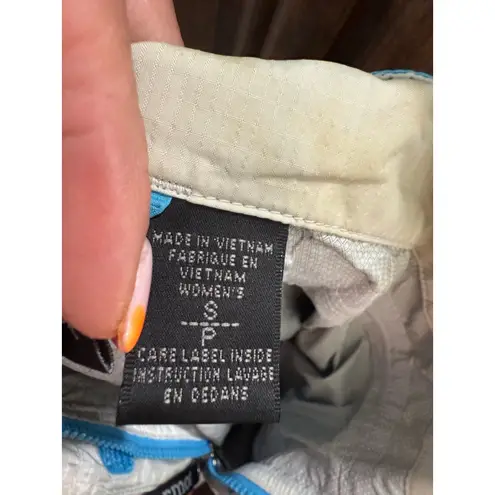 MADE IN VIETNAM
FABRIQUE EN
VIETNAM
WOMEN'S
S
P
CARE LABEL INSIDE
INSTRUCTION LAVAGE
EN DEDANS